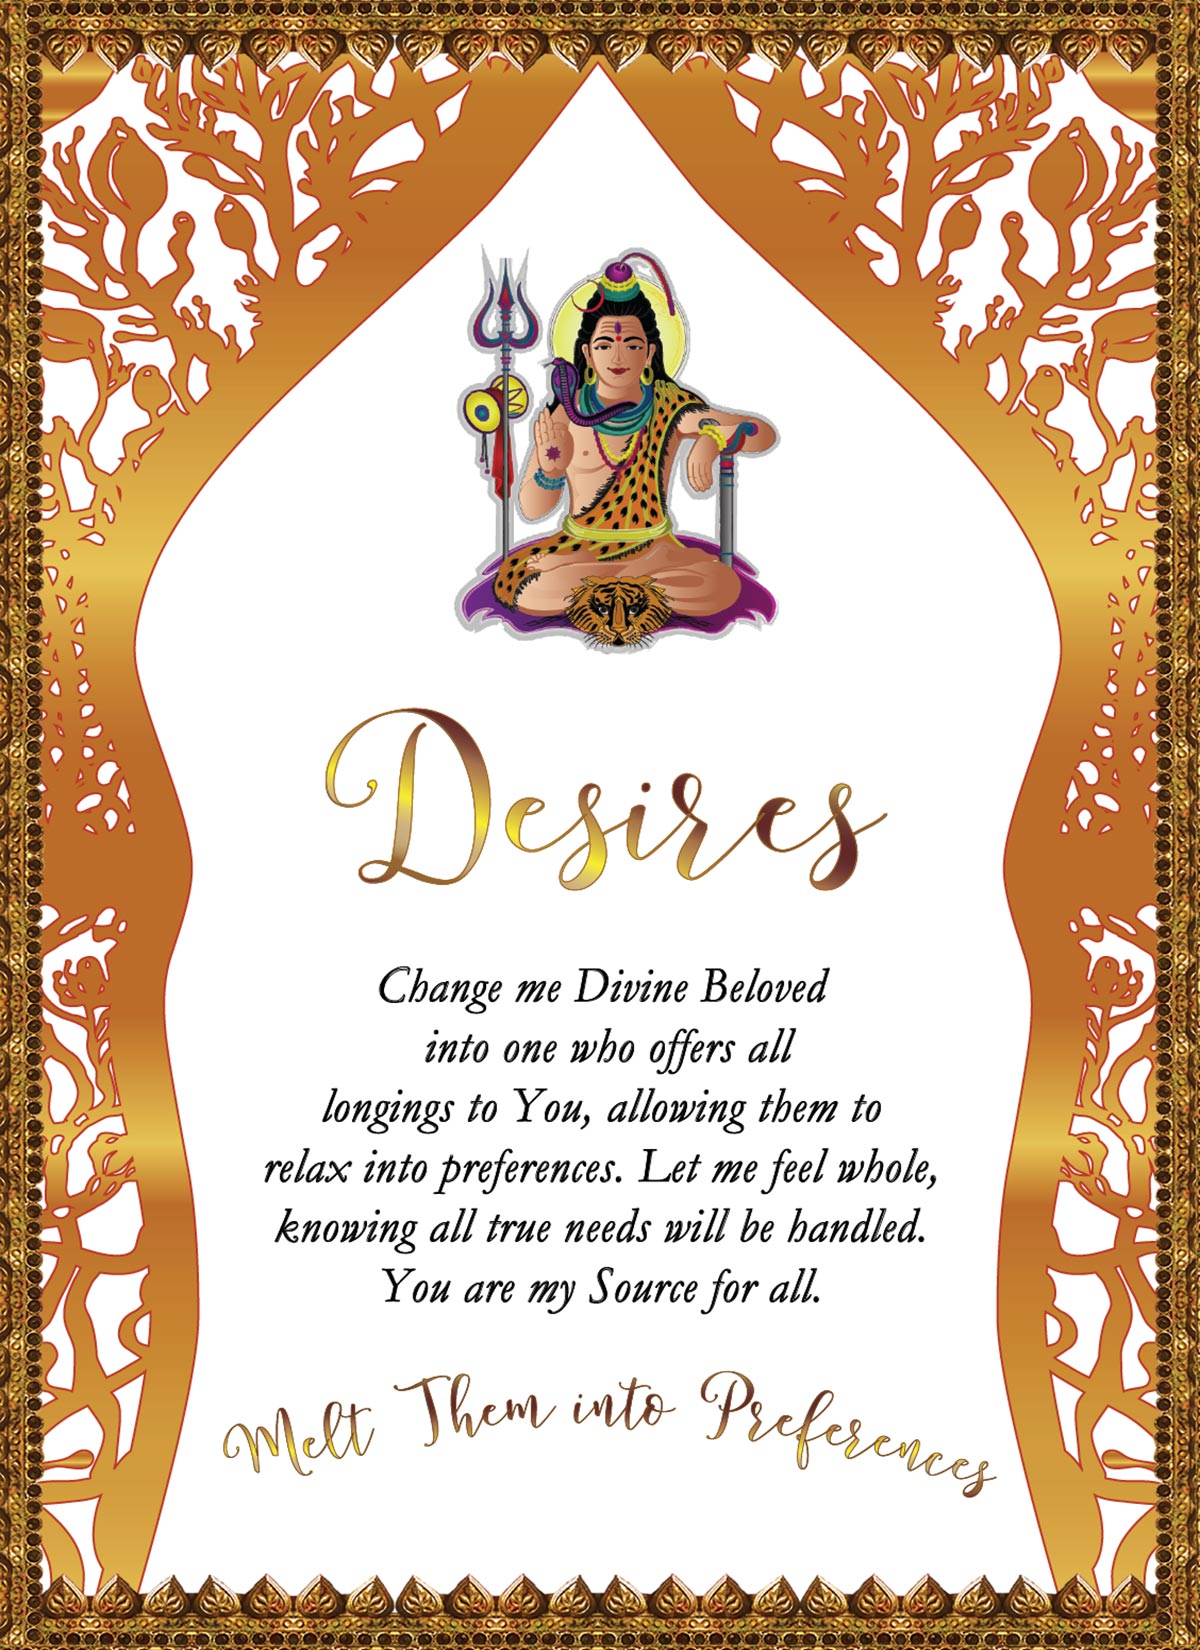 Desires
Change me Divine Beloved
into one who offers all
longings to You, allowing them to
relax into preferences. Let me feel whole,
knowing all true needs will be handled.
You are my Source for all.
Melt Them into Preferences